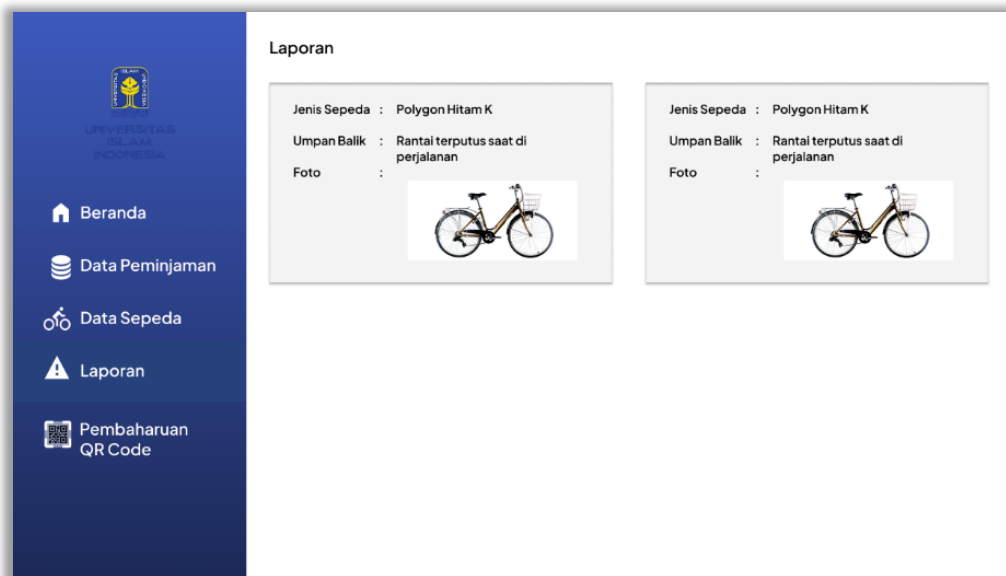 UNIVERSITAS
ISLAM
INDONESIA
Beranda
Data Peminjaman
Data Sepeda
Laporan
Pembaharuan
QR Code
Laporan
Jenis Sepeda : Polygon Hitam K
Umpan Balik : Rantai terputus saat di
perjalanan
Foto :
Jenis Sepeda : Polygon Hitam K
Umpan Balik : Rantai terputus saat di
perjalanan
Foto :